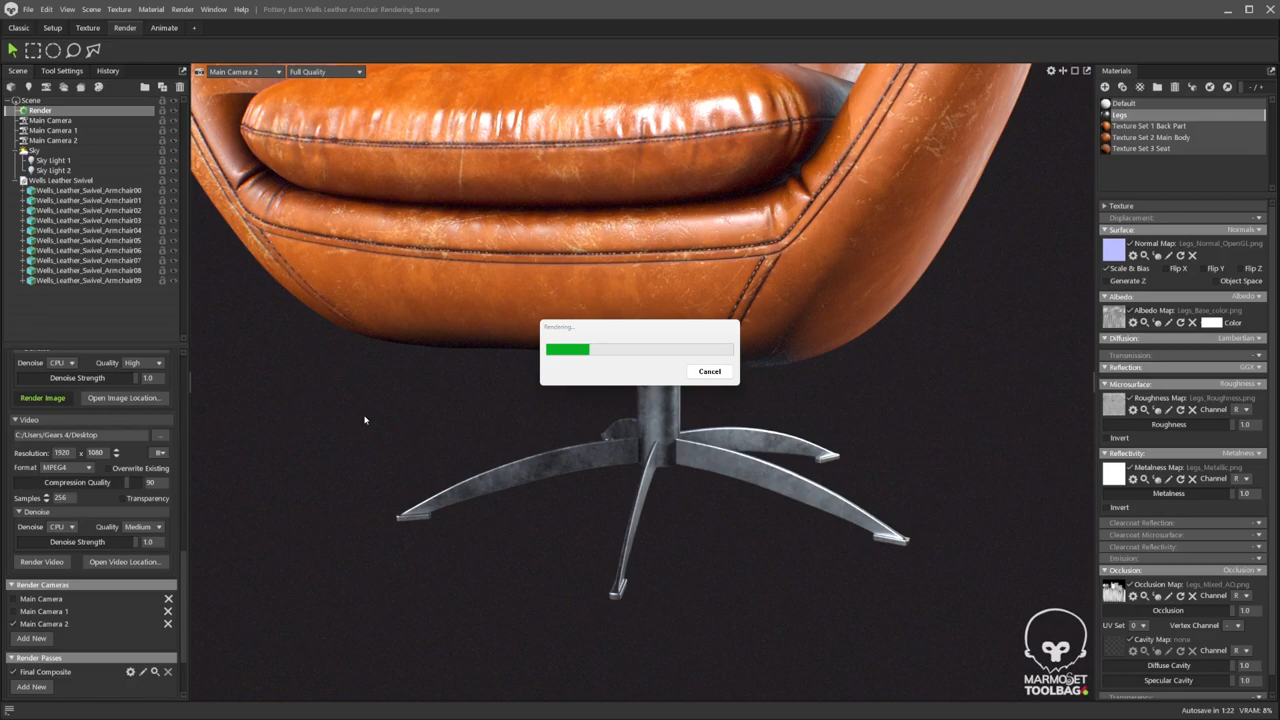 File Edit View Scene Texture Material Render Window Help Pottery Barn Wells Leather Armchair Rendering.tbscene
Classic Setup Texture Render Animate +
Scene Tool Settings History
Main Camera 2 Full Quality
Scene
Render
Main Camera
Main Camera 1
Main Camera 2
Sky
Sky Light 1
Sky Light 2
Wells Leather Swivel
Wells_Leather_Swivel_Armchair00
Wells_Leather_Swivel_Armchair01
Wells_Leather_Swivel_Armchair02
Wells_Leather_Swivel_Armchair03
Wells_Leather_Swivel_Armchair04
Wells_Leather_Swivel_Armchair05
Wells_Leather_Swivel_Armchair06
Wells_Leather_Swivel_Armchair07
Wells_Leather_Swivel_Armchair08
Wells_Leather_Swivel_Armchair09
Denoise CPU Quality High
Denoise Strength 1.0
Render Image Open Image Location...
Video
C:/Users/Gears 4/Desktop ...
Resolution: 1920 x 1080
Format MPEG4 Overwrite Existing
Compression Quality 90
Samples 256 Transparency
Denoise
Denoise CPU Quality Medium
Denoise Strength 1.0
Render Video Open Video Location...
Render Cameras
Main Camera
Main Camera 1
Main Camera 2
Add New
Render Passes
Final Composite
Add New
Rendering...
Cancel
MARMOSET
TOOLBAG
Materials
- / +
Default
Legs
Texture Set 1 Back Part
Texture Set 2 Main Body
Texture Set 3 Seat
Texture
Displacement:
Surface: Normals
Normal Map: Legs_Normal_OpenGL.png
Scale & Bias Flip X Flip Y Flip Z
Generate Z Object Space
Albedo: Albedo
Albedo Map: Legs_Base_color.png
Color
Diffusion: Lambertian
Transmission:
Reflection: GGX
Microsurface: Roughness
Roughness Map: Legs_Roughness.png
Channel R
Roughness 1.0
Invert
Reflectivity: Metalness
Metalness Map: Legs_Metallic.png
Channel R
Metalness 1.0
Invert
Clearcoat Reflection:
Clearcoat Microsurface:
Clearcoat Reflectivity:
Emission:
Occlusion: Occlusion
Occlusion Map: Legs_Mixed_AO.png
Channel R
Occlusion 1.0
UV Set 0 Vertex Channel -
Cavity Map: none
Channel R
Diffuse Cavity 1.0
Specular Cavity 1.0
Transparency:
Autosave in 1:22 VRAM: 8%